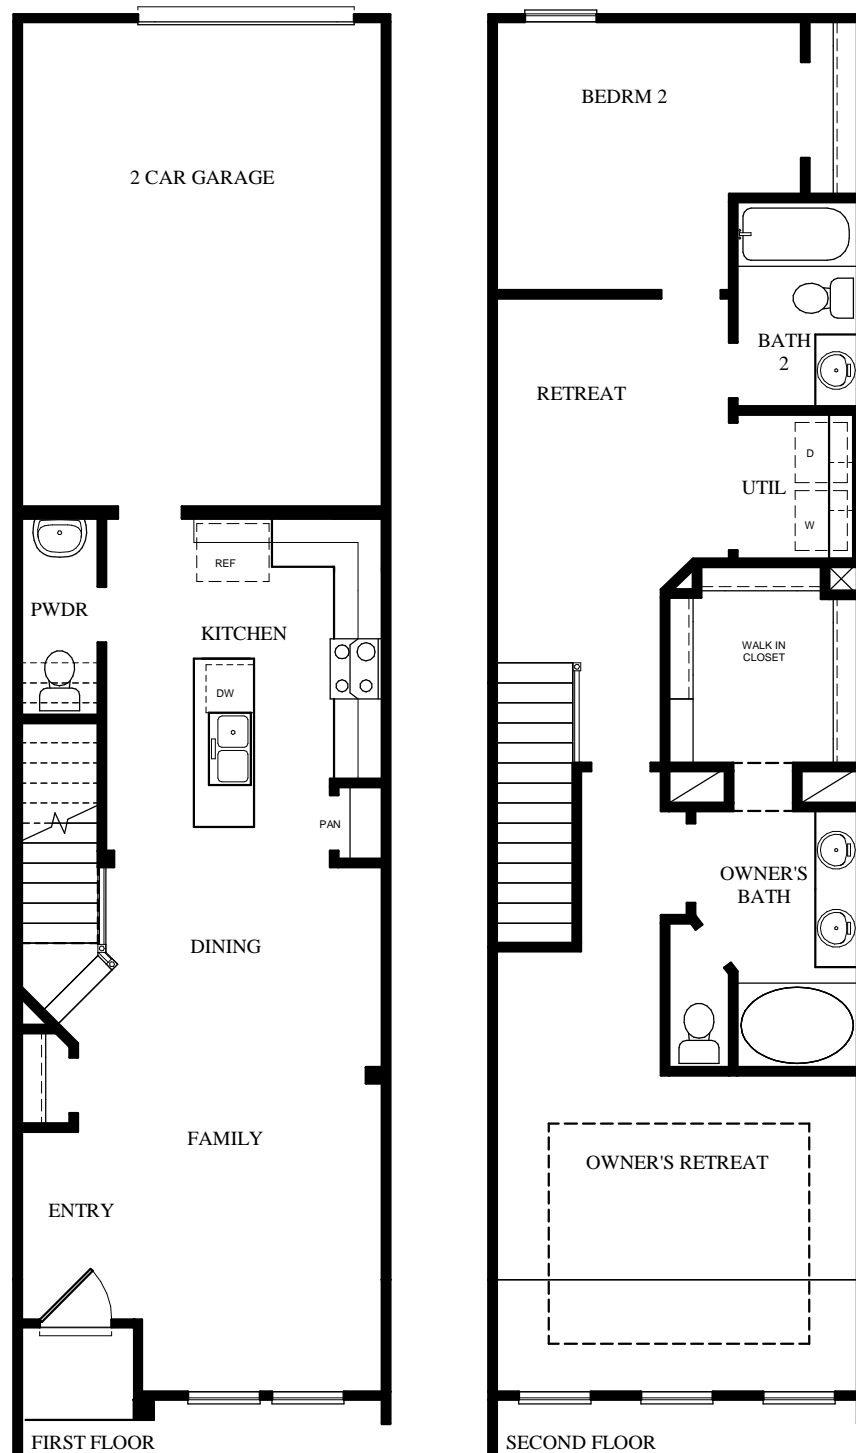 2 CAR GARAGE
PWDR
REF
KITCHEN
DW
PAN
DINING
FAMILY
ENTRY
FIRST FLOOR
BEDRM 2
BATH
2
RETREAT
D
UTIL
W
WALK IN
CLOSET
OWNER'S
BATH
OWNER'S RETREAT
SECOND FLOOR